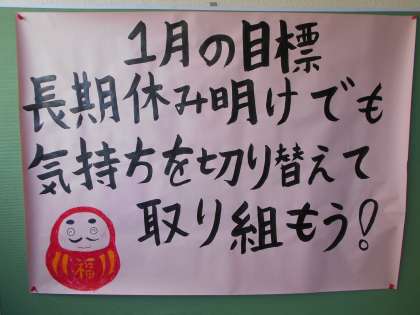 1月の目標
長期休み明けでも
気持ちを切り替えて
取り組もう!
福